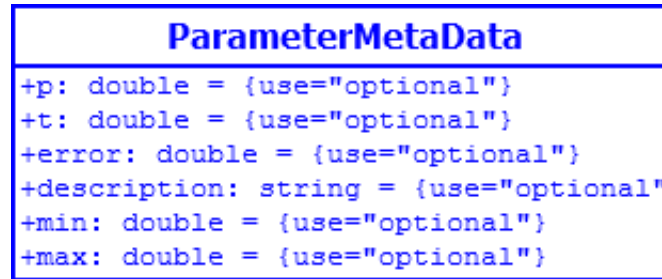 ParameterMetaData
+p: double = {use="optional"}
+t: double = {use="optional"}
+error: double = {use="optional"}
+description: string = {use="optional"
+min: double = {use="optional"}
+max: double = {use="optional"}